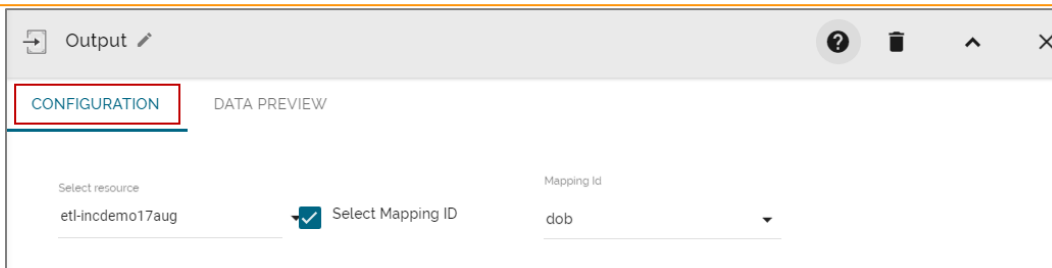 Output
CONFIGURATION DATA PREVIEW
Select resource Mapping Id
etl-incdemo17aug Select Mapping ID dob